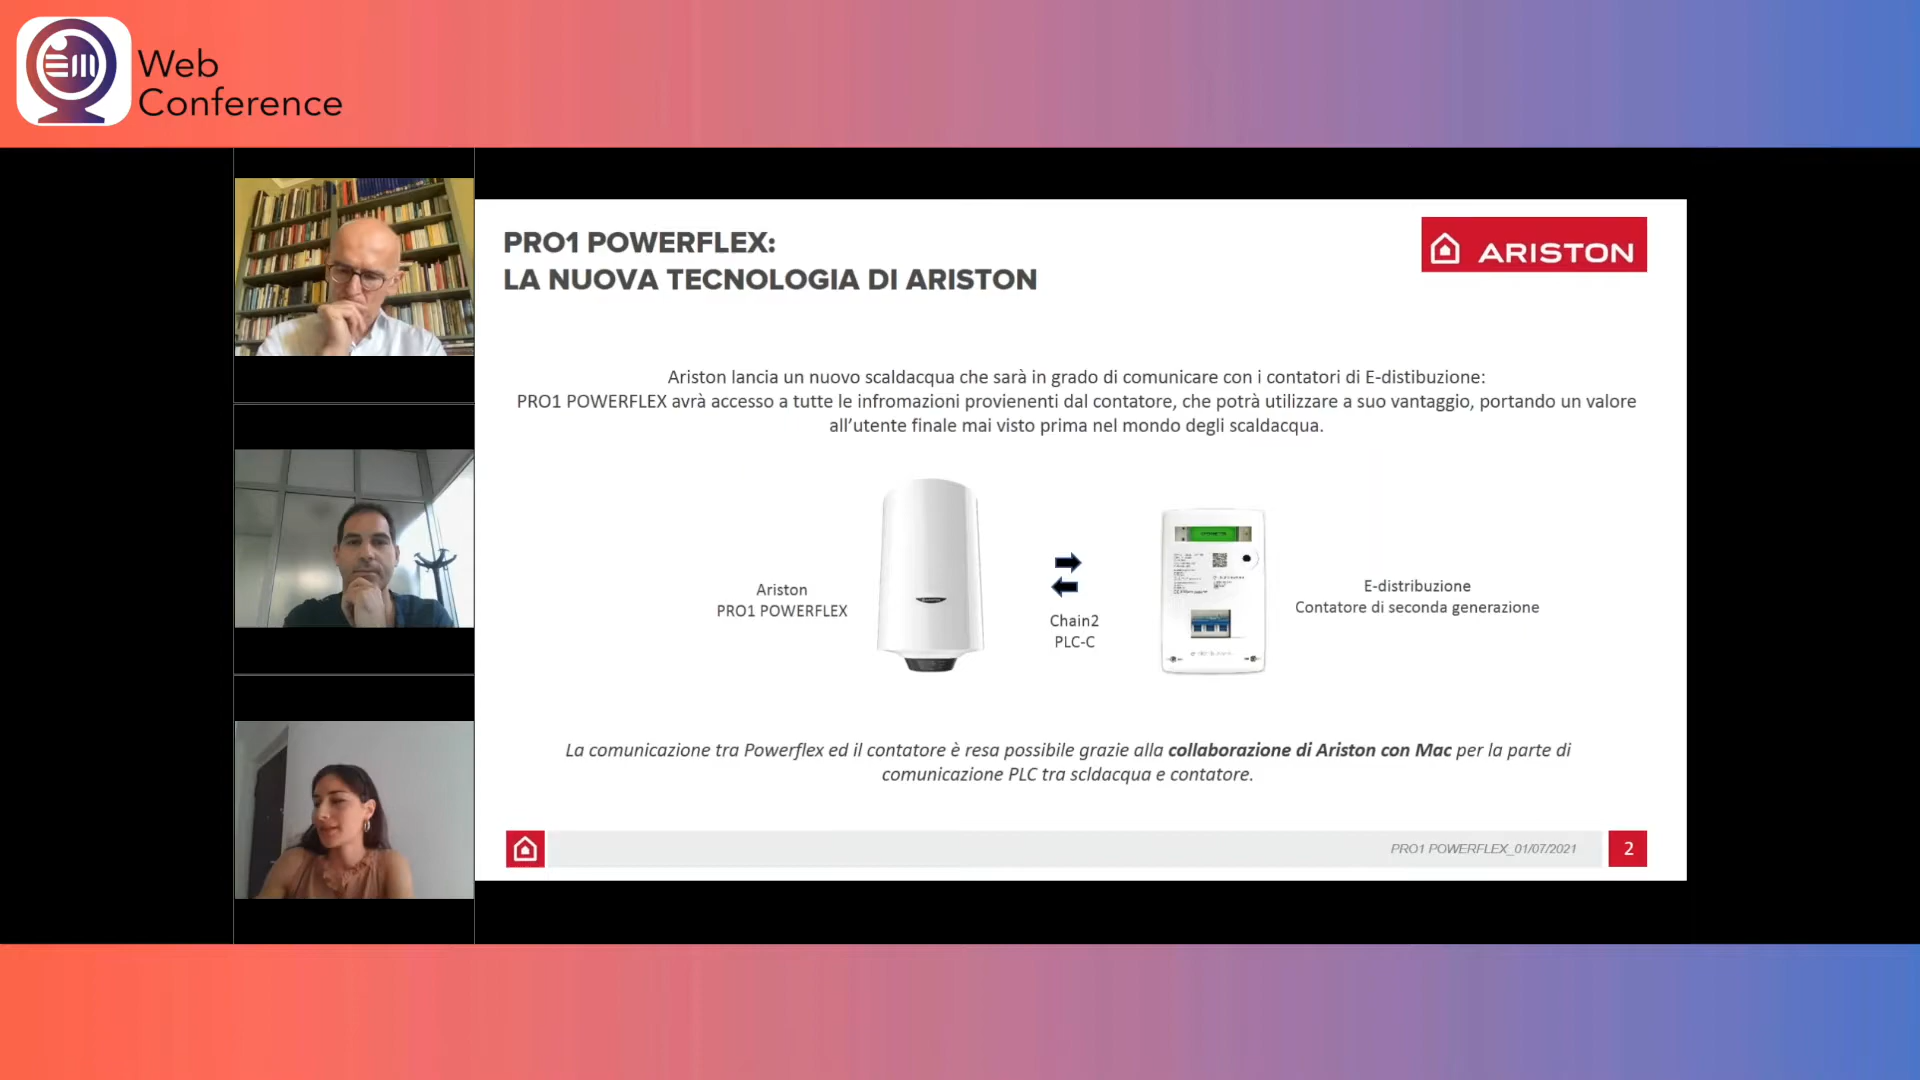 Web
Conference
PRO1 POWERFLEX:
LA NUOVA TECNOLOGIA DI ARISTON
ARISTON
Ariston lancia un nuovo scaldacqua che sarà in grado di comunicare con i contatori di E-distibuzione:
PRO1 POWERFLEX avrà accesso a tutte le infromazioni provienenti dal contatore, che potrà utilizzare a suo vantaggio, portando un valore
all'utente finale mai visto prima nel mondo degli scaldacqua.
Ariston
PRO1 POWERFLEX
Chain2
PLC-C
E-distribuzione
Contatore di seconda generazione
La comunicazione tra Powerflex ed il contatore è resa possibile grazie alla collaborazione di Ariston con Mac per la parte di
comunicazione PLC tra scldacqua e contatore.
PRO1 POWERFLEX_01/07/2021
2